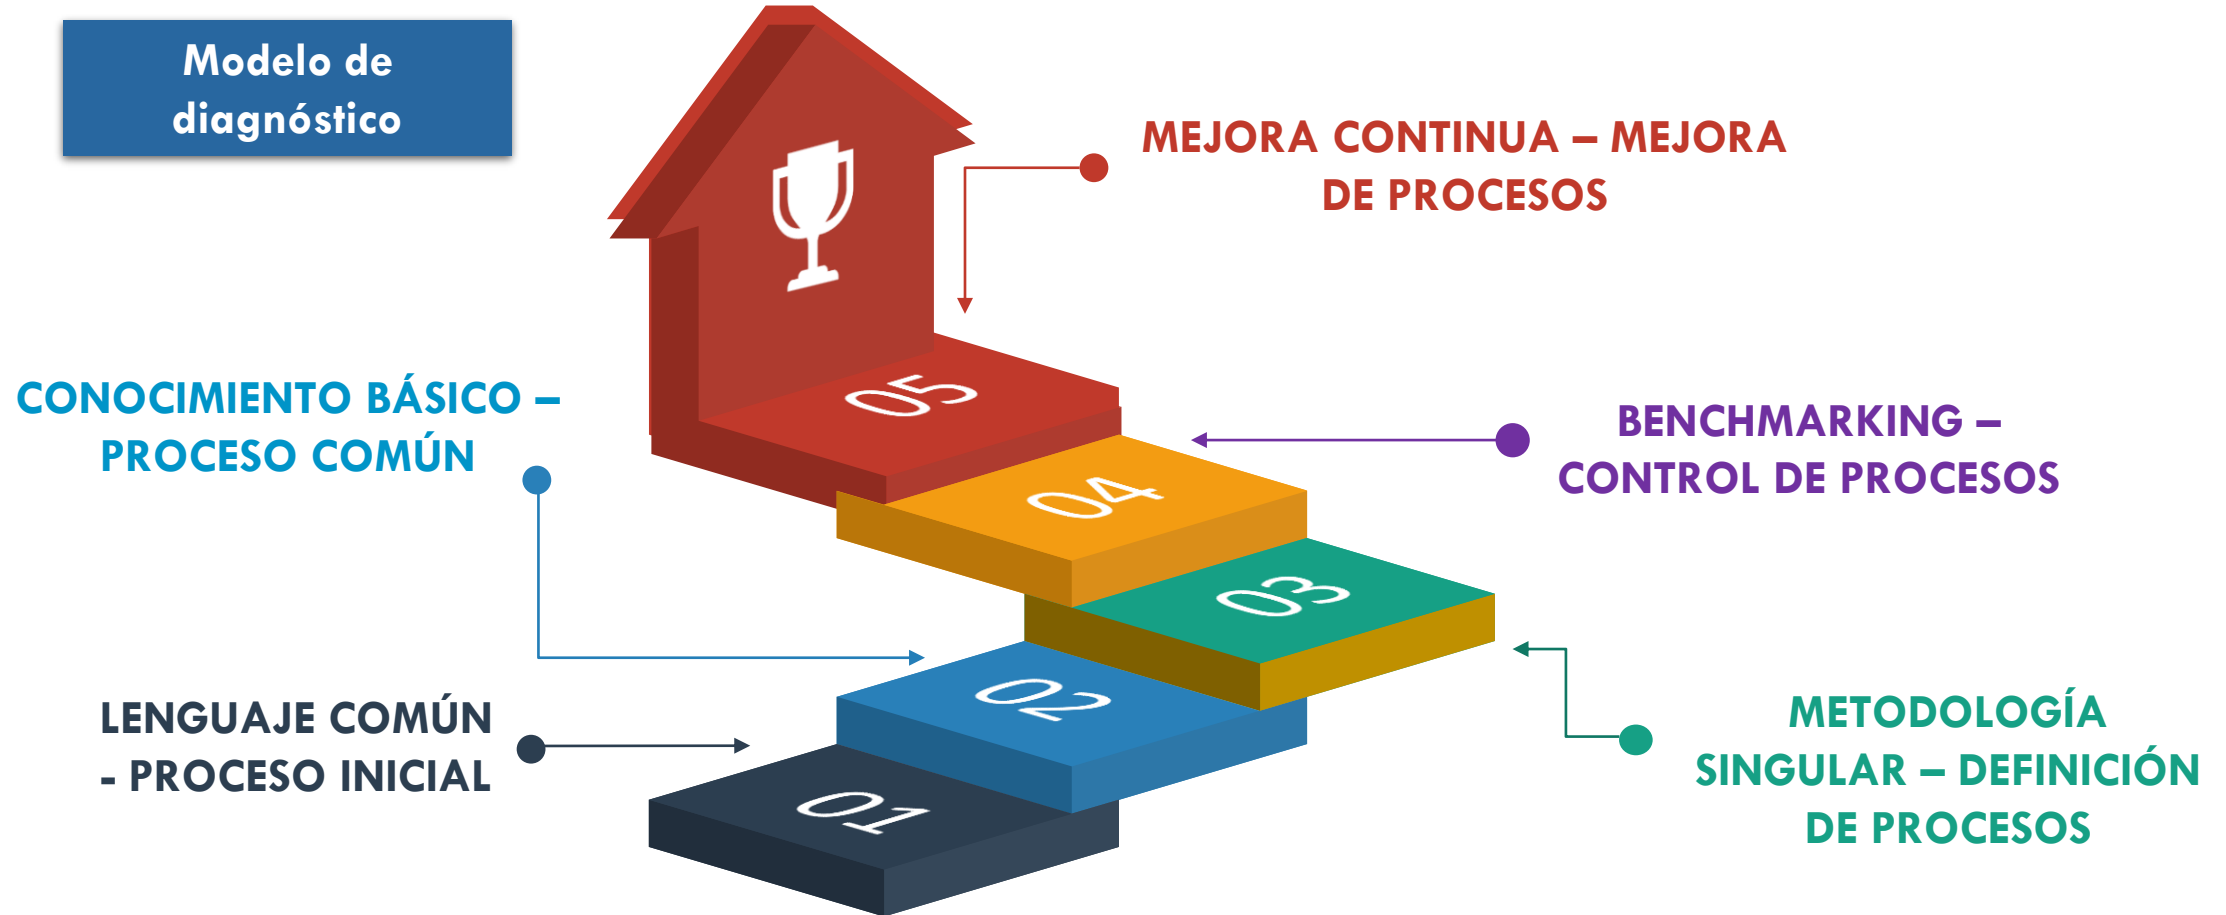 Modelo de
diagnóstico
MEJORA CONTINUA – MEJORA
DE PROCESOS
CONOCIMIENTO BÁSICO –
PROCESO COMÚN
05
BENCHMARKING –
CONTROL DE PROCESOS
04
03
02
LENGUAJE COMÚN
- PROCESO INICIAL
METODOLOGÍA
SINGULAR – DEFINICIÓN
DE PROCESOS
01